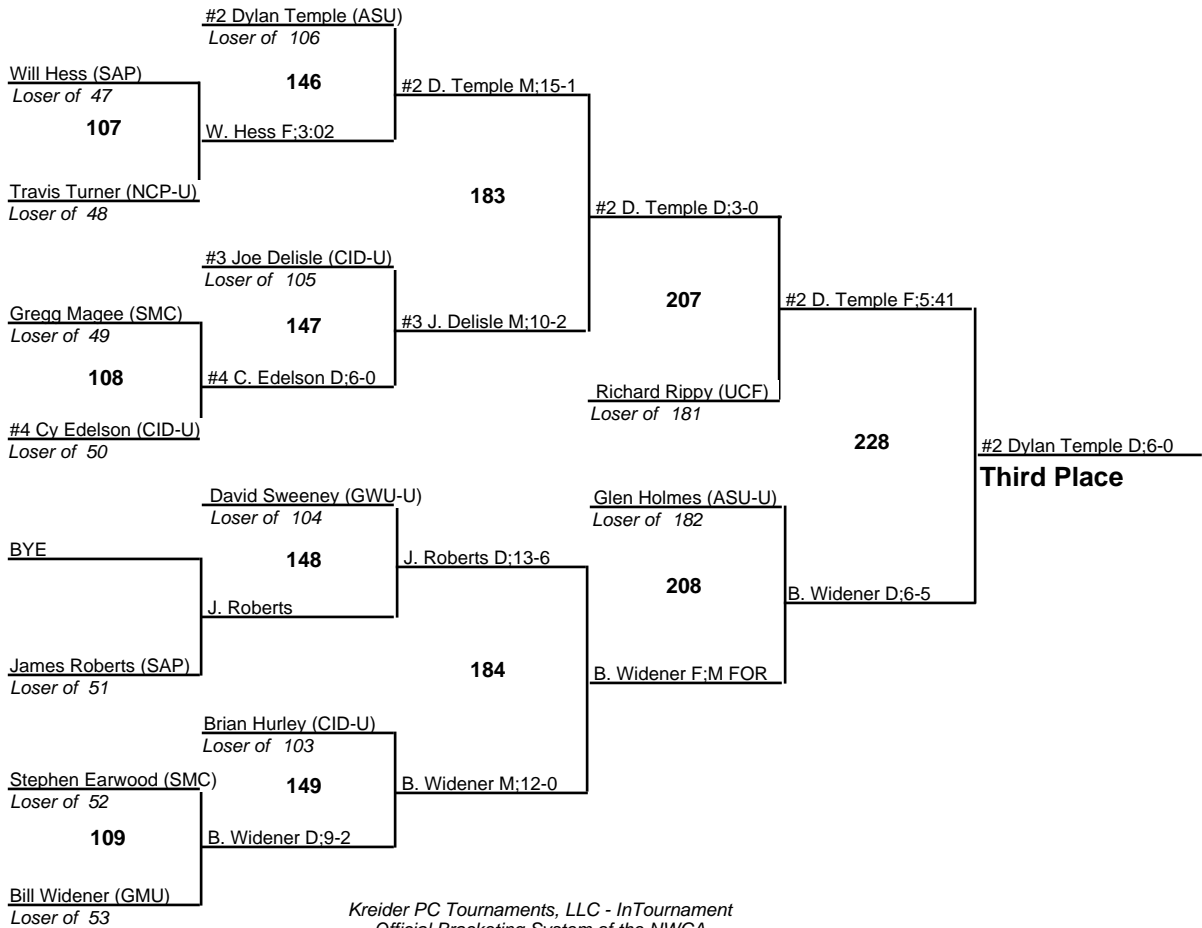 #2 Dylan Temple (ASU)
Loser of 106
Will Hess (SAP)
Loser of 47
146
#2 D. Temple M;15-1
107
W. Hess F;3:02
Travis Turner (NCP-U)
Loser of 48
183
#2 D. Temple D;3-0
#3 Joe Delisle (CID-U)
Loser of 105
Gregg Magee (SMC)
Loser of 49
147
#3 J. Delisle M;10-2
207
#2 D. Temple F;5:41
108
#4 C. Edelson D;6-0
Richard Rippy (UCF)
Loser of 181
#4 Cy Edelson (CID-U)
Loser of 50
228
#2 Dylan Temple D;6-0
Third Place
David Sweeney (GWU-U)
Loser of 104
Glen Holmes (ASU-U)
Loser of 182
BYE
148
J. Roberts D;13-6
208
B. Widener D;6-5
J. Roberts
James Roberts (SAP)
Loser of 51
184
B. Widener F;M FOR
Brian Hurley (CID-U)
Loser of 103
Stephen Earwood (SMC)
Loser of 52
149
B. Widener M;12-0
109
B. Widener D;9-2
Bill Widener (GMU)
Loser of 53
Kreider PC Tournaments, LLC - InTournament
Official Bracketing System of the NWCA